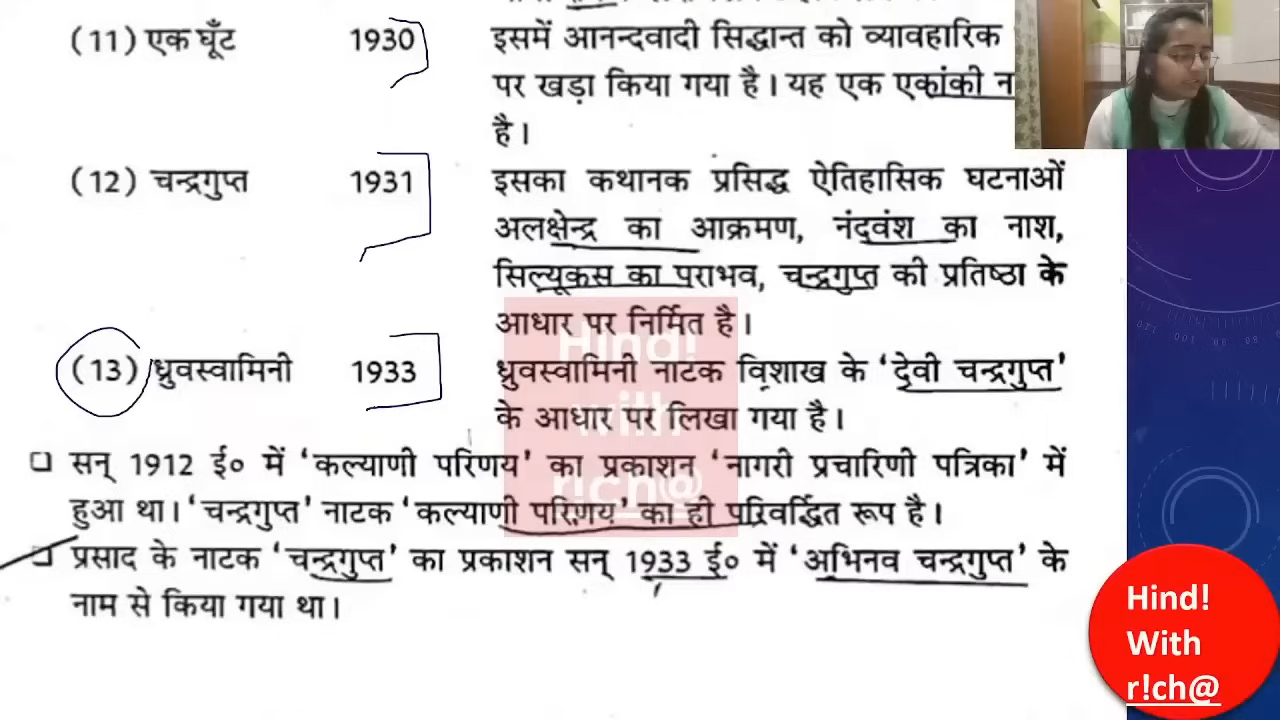 (11) एक घूँट 1930 इसमें आनन्दवादी सिद्धान्त को व्यावहारिक
पर खड़ा किया गया है। यह एक एकांकी
है।
(12) चन्द्रगुप्त 1931 इसका कथानक प्रसिद्ध ऐतिहासिक घटनाओं
अलक्षेन्द्र का आक्रमण, नंदवंश का नाश,
सिल्यूकस का पराभव, चन्द्रगुप्त की प्रतिष्ठा के
आधार पर निर्मित है।
(13) ध्रुवस्वामिनी 1933 ध्रुवस्वामिनी नाटक विशाख के ‘देवी चन्द्रगुप्त’
के आधार पर लिखा गया है।
❑ सन् 1912 ई० में ‘कल्याणी परिणय’ का प्रकाशन ‘नागरी प्रचारिणी पत्रिका’ में
हुआ था। ‘चन्द्रगुप्त’ नाटक ‘कल्याणी परिणय’ का ही परिवर्द्धित रूप है।
❑ प्रसाद के नाटक ‘चन्द्रगुप्त’ का प्रकाशन सन् 1933 ई० में ‘अभिनव चन्द्रगुप्त’ के
नाम से किया गया था।
Hind!
with
r!ch@
Hind!
With
r!ch@